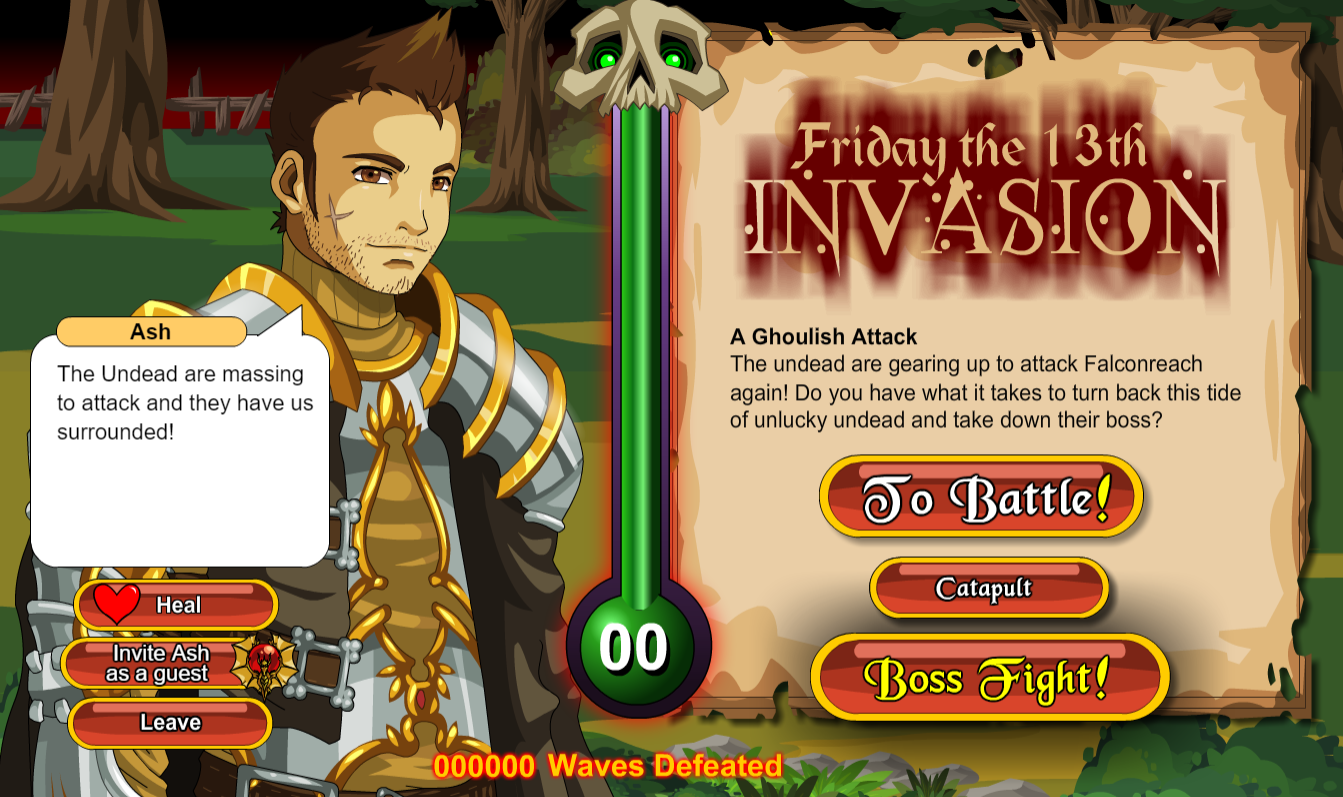 Friday the 13th
INVASION
Ash
The Undead are massing
to attack and they have us
surrounded!
A Ghoulish Attack
The undead are gearing up to attack Falconreach
again! Do you have what it takes to turn back this tide
of unlucky undead and take down their boss?
To Battle!
Catapult
Boss Fight!
Heal
Invite Ash
as a guest
Leave
00
000000 Waves Defeated